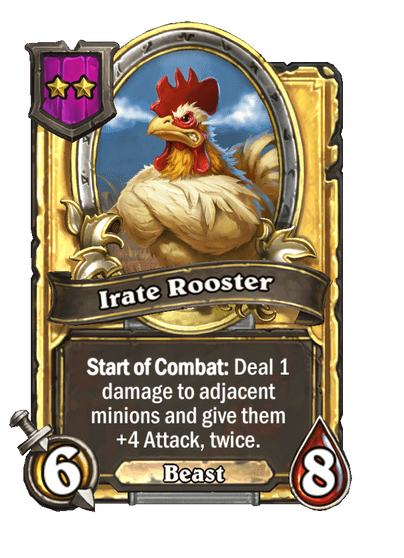 Irate Rooster
Start of Combat: Deal 1
damage to adjacent
minions and give them
+4 Attack, twice.
6
Beast
8